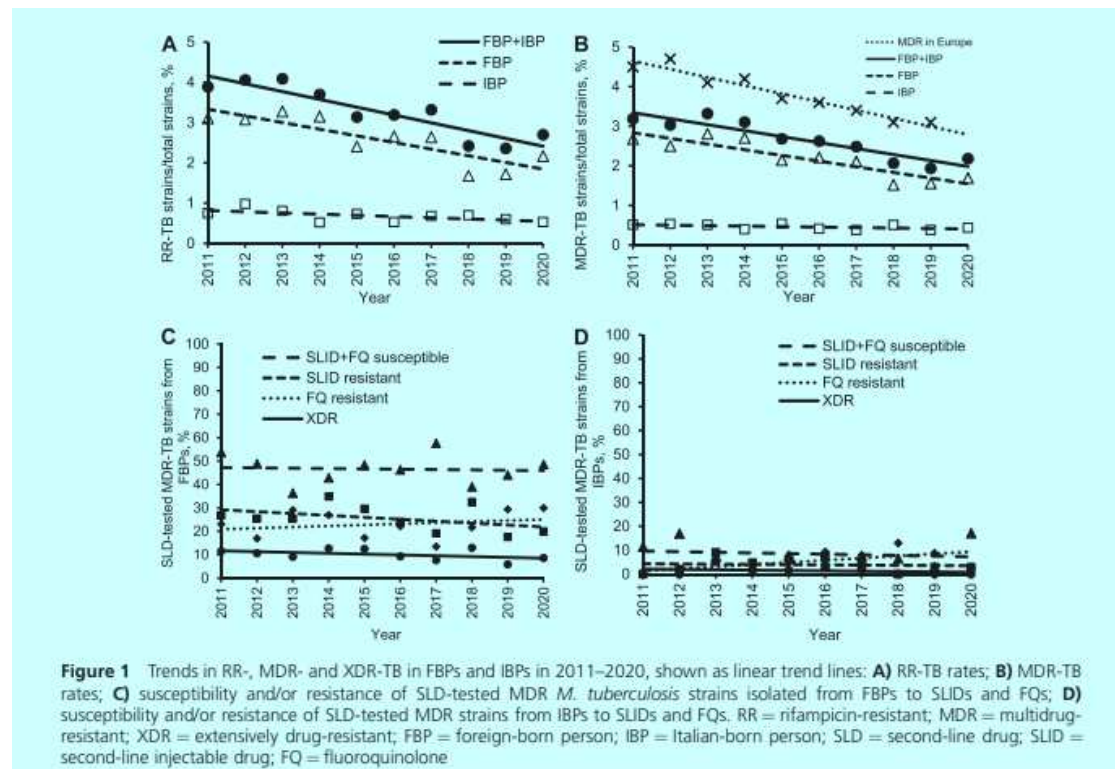 A
RR-TB strains/total strains, %
5
4
3
2
1
0
FBP+IBP
FBP
IBP
2011
2012
2013
2014
2015
2016
2017
2018
2019
2020
Year
B
MDR-TB strains/total strains, %
5
4
3
2
1
0
MDR in Europe
FBP+IBP
FBP
IBP
2011
2012
2013
2014
2015
2016
2017
2018
2019
2020
Year
C
SLD-tested MDR-TB strains from
FBPs, %
100
90
80
70
60
50
40
30
20
10
0
SLID+FQ susceptible
SLID resistant
FQ resistant
XDR
2011
2012
2013
2014
2015
2016
2017
2018
2019
2020
Year
D
SLD-tested MDR-TB strains from
IBPs, %
100
90
80
70
60
50
40
30
20
10
0
SLID+FQ susceptible
SLID resistant
FQ resistant
XDR
2011
2012
2013
2014
2015
2016
2017
2018
2019
2020
Year
Figure 1 Trends in RR-, MDR- and XDR-TB in FBPs and IBPs in 2011–2020, shown as linear trend lines: A) RR-TB rates; B) MDR-TB
rates; C) susceptibility and/or resistance of SLD-tested MDR M. tuberculosis strains isolated from FBPs to SLIDs and FQs; D)
susceptibility and/or resistance of SLD-tested MDR strains from IBPs to SLIDs and FQs. RR = rifampicin-resistant; MDR = multidrug-
resistant; XDR = extensively drug-resistant; FBP = foreign-born person; IBP = Italian-born person; SLD = second-line drug; SLID =
second-line injectable drug; FQ = fluoroquinolone